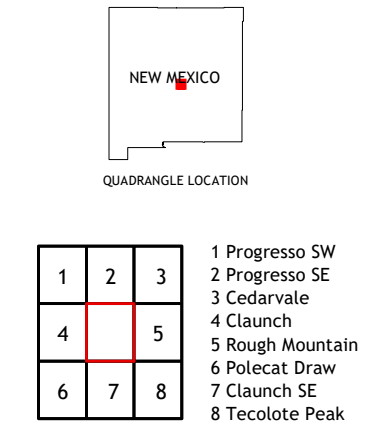 NEW MEXICO
QUADRANGLE LOCATION
1 2 3
4 5
6 7 8
1 Progresso SW
2 Progresso SE
3 Cedarvale
4 Claunch
5 Rough Mountain
6 Polecat Draw
7 Claunch SE
8 Tecolote Peak